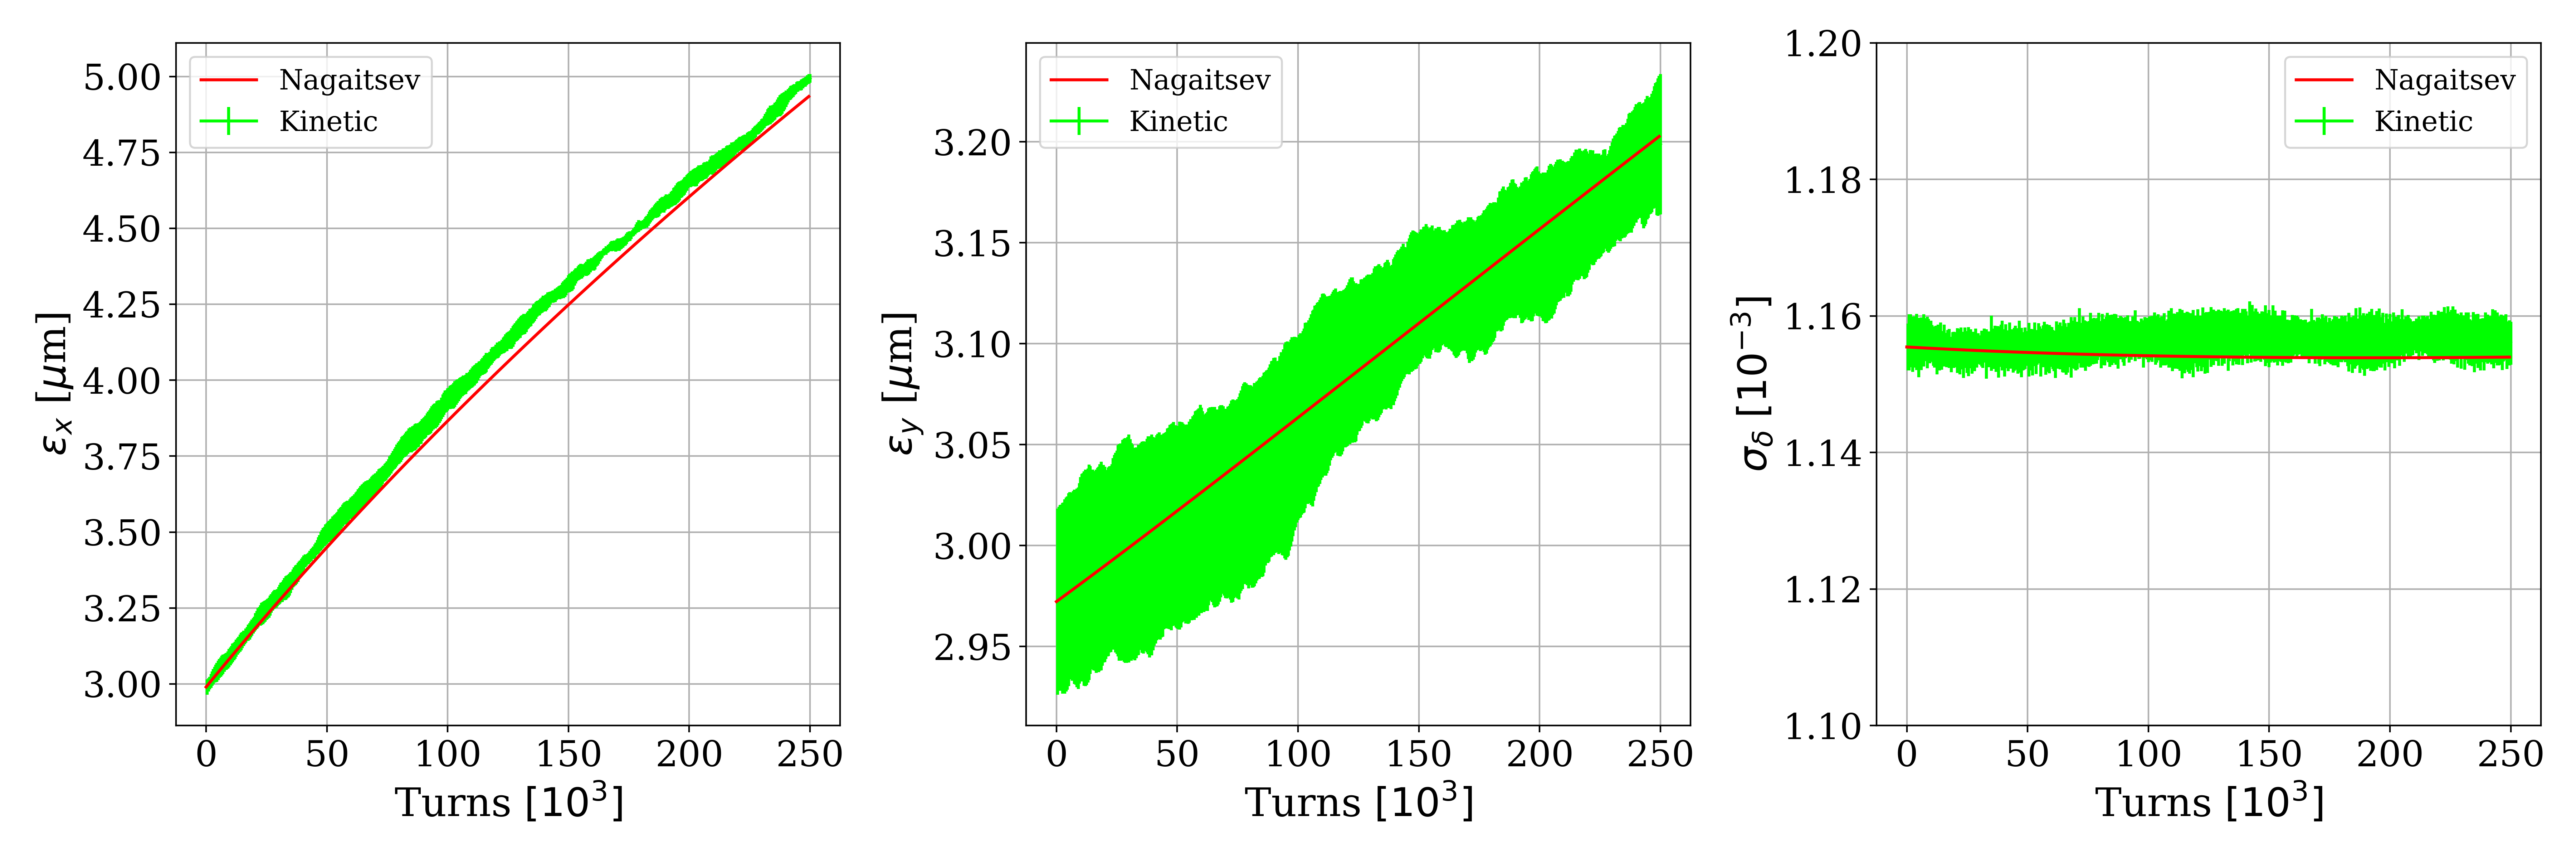 Nagaitsev
Kinetic
5.00
4.75
4.50
4.25
4.00
3.75
3.50
3.25
3.00
εx [μm]
0 50 100 150 200 250
Turns [10³]
Nagaitsev
Kinetic
3.20
3.15
3.10
3.05
3.00
2.95
εy [μm]
0 50 100 150 200 250
Turns [10³]
Nagaitsev
Kinetic
1.20
1.18
1.16
1.14
1.12
1.10
σδ [10⁻³]
0 50 100 150 200 250
Turns [10³]